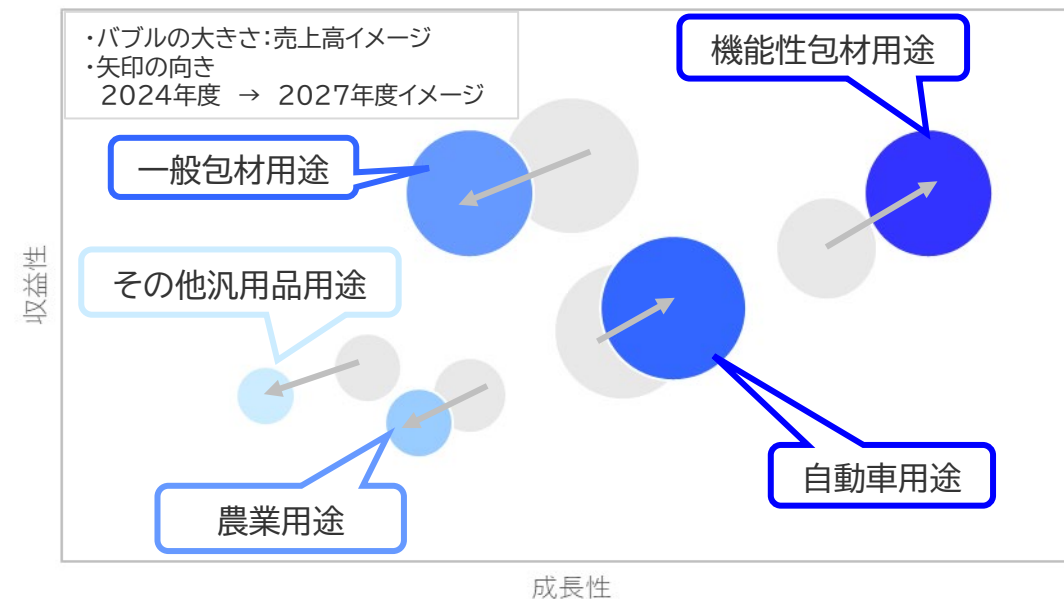 ・バブルの大きさ：売上高イメージ
・矢印の向き
2024年度 → 2027年度イメージ
機能性包材用途
一般包材用途
その他汎用品用途
収益性
自動車用途
農業用途
成長性